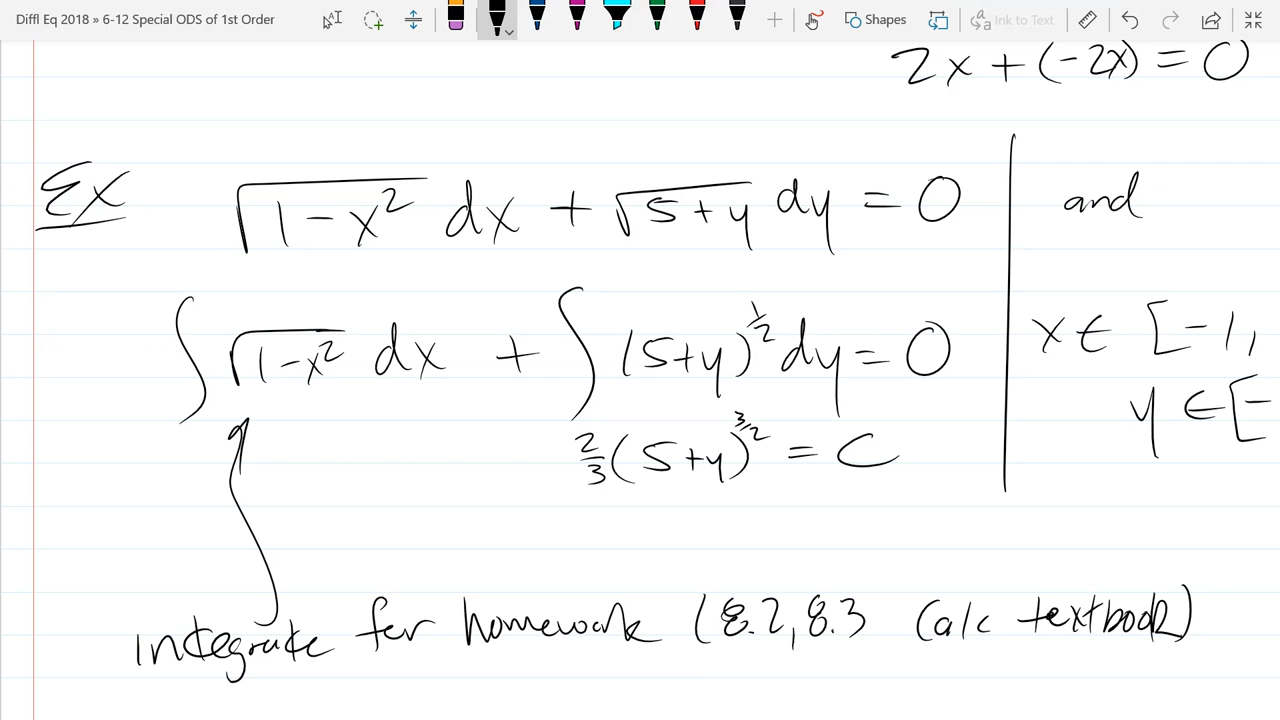 Diffl Eq 2018 » 6-12 Special ODS of 1st Order
Shapes
Ink to Text
2x + (-2x) = 0
Ex √(1-x²) dx + √(5+y) dy = 0
and
∫ √(1-x²) dx + ∫ (5+y)^(1/2) dy = 0
x ∈ [-1,
y ∈ [-
2/3 (5+y)^(3/2) = C
integrate for homework (8.2, 8.3 Calc textbook)